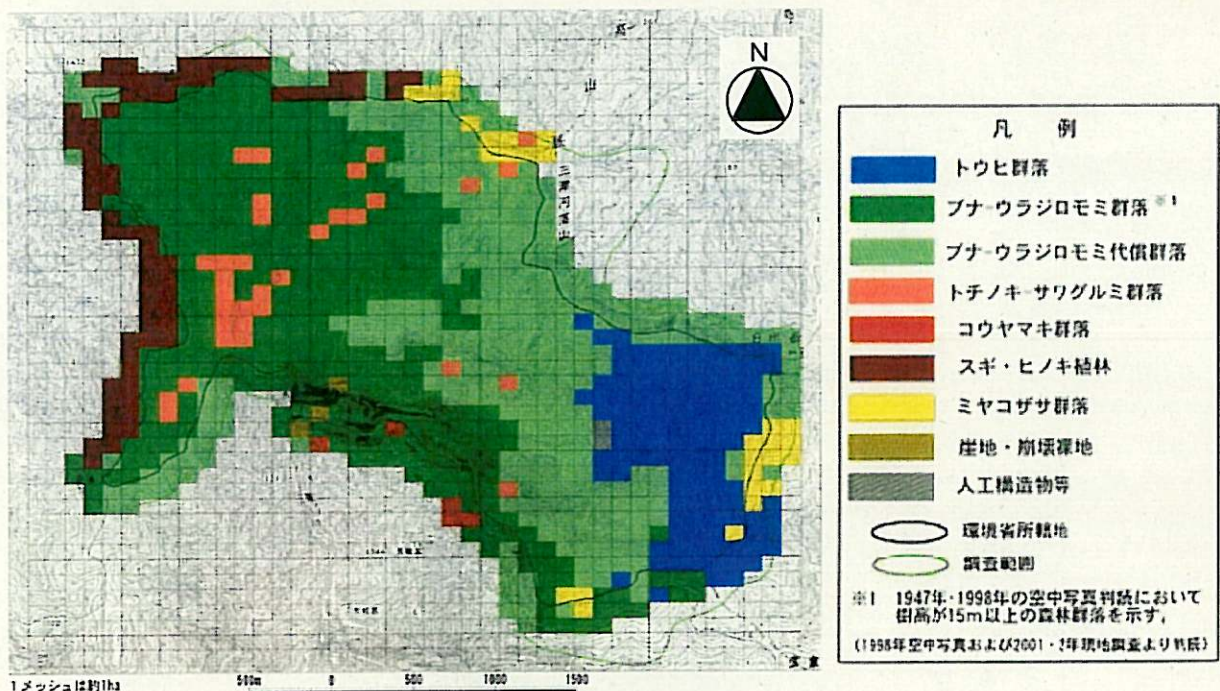 N
凡 例
トウヒ群落
ブナ-ウラジロモミ群落 ※1
ブナ-ウラジロモミ代償群落
トチノキ-サワグルミ群落
コウヤマキ群落
スギ・ヒノキ植林
ミヤコザサ群落
崖地・崩壊裸地
人工構造物等
環境省所轄地
調査範囲
※1 1947年・1998年の空中写真判読において
樹高が15m以上の森林群落を示す。
(1998年空中写真および2001・2年現地調査より判読)
1メッシュは約1ha
500m 0 500 1000 1500